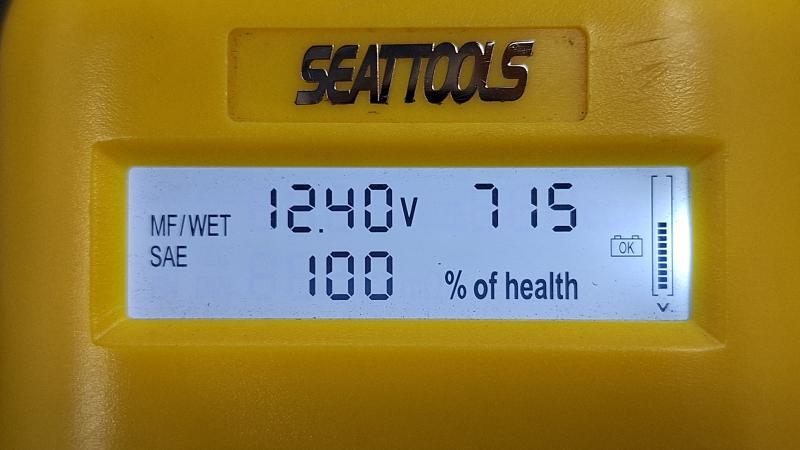 SEATTOOLS
MF/WET 12.40V 715
SAE 100 % of health
OK